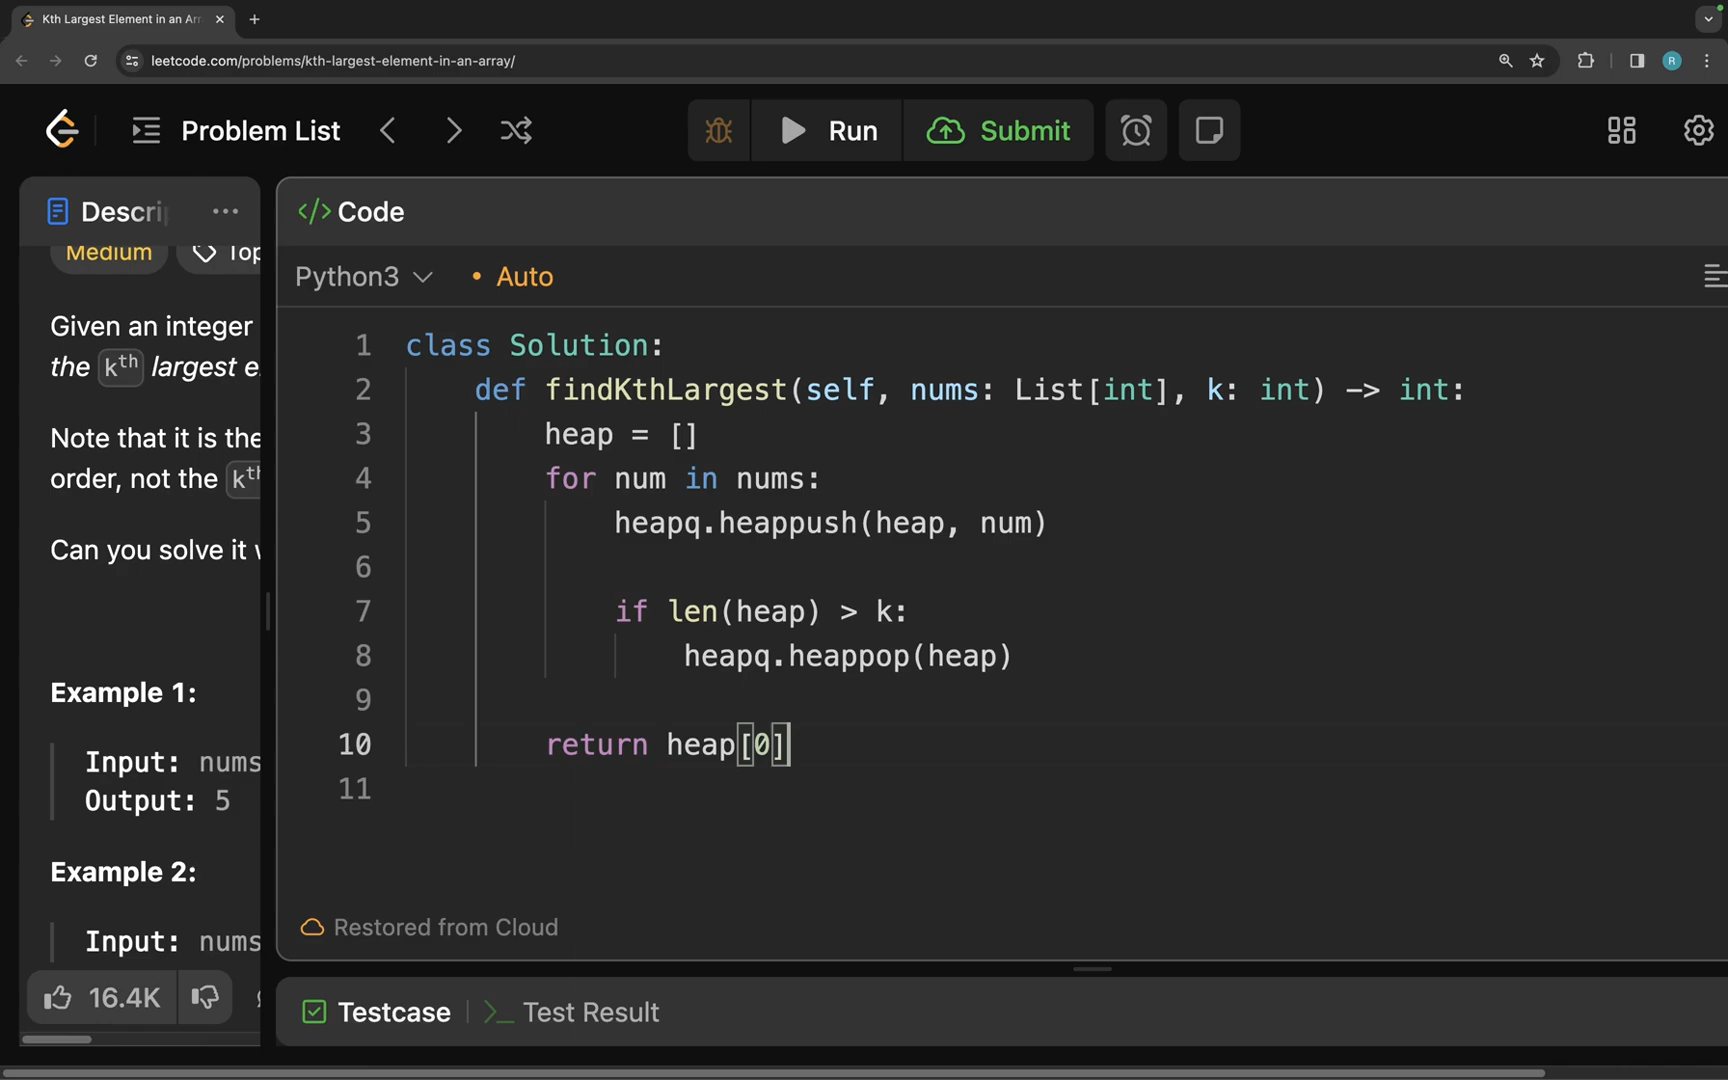 Kth Largest Element in an Arr
leetcode.com/problems/kth-largest-element-in-an-array/
R
Problem List
Run
Submit
Descri
Code
Medium
Top
Python3
• Auto
Given an integer
the kth largest e
Note that it is the
order, not the kth
Can you solve it w
Example 1:
Input: nums
Output: 5
Example 2:
Input: nums
16.4K
1 class Solution:
2     def findKthLargest(self, nums: List[int], k: int) -> int:
3         heap = []
4         for num in nums:
5             heapq.heappush(heap, num)
6
7             if len(heap) > k:
8                 heapq.heappop(heap)
9
10         return heap[0]
11
Restored from Cloud
Testcase
Test Result